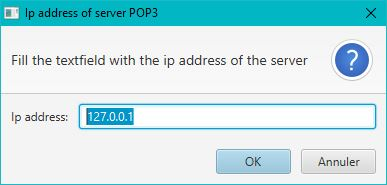 Ip address of server POP3
Fill the textfield with the ip address of the server
?
Ip address: 127.0.0.1
OK Annuler